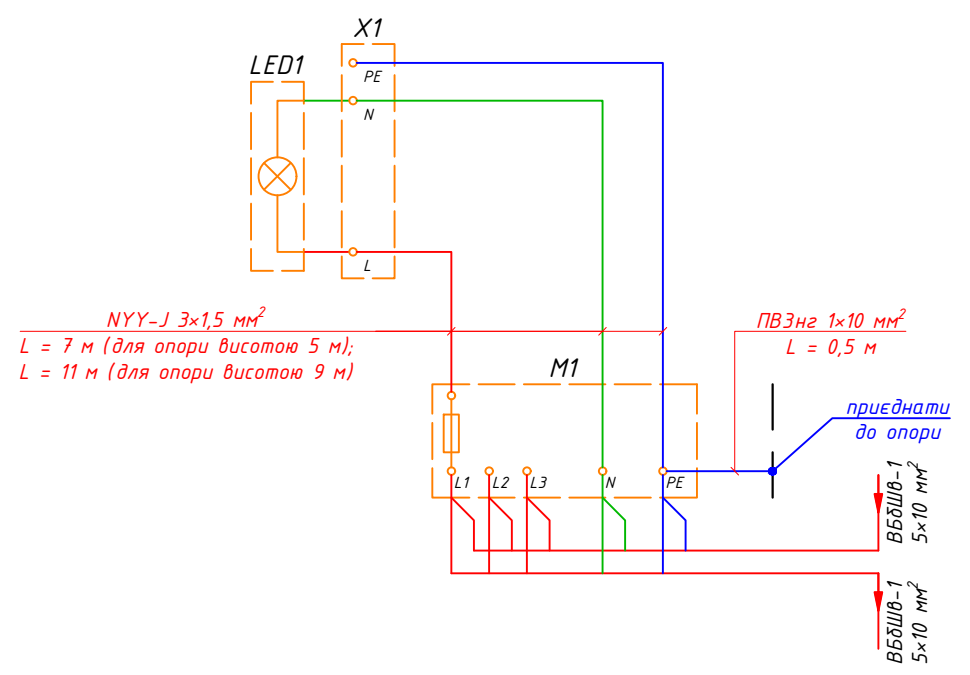 X1
LED1
PE
N
L
NYY-J 3×1,5 мм²
L = 7 м (для опори висотою 5 м);
L = 11 м (для опори висотою 9 м)
ПВ3нг 1×10 мм²
L = 0,5 м
M1
приєднати
до опори
L1
L2
L3
N
PE
ВБбШв-1
5×10 мм²
ВБбШв-1
5×10 мм²